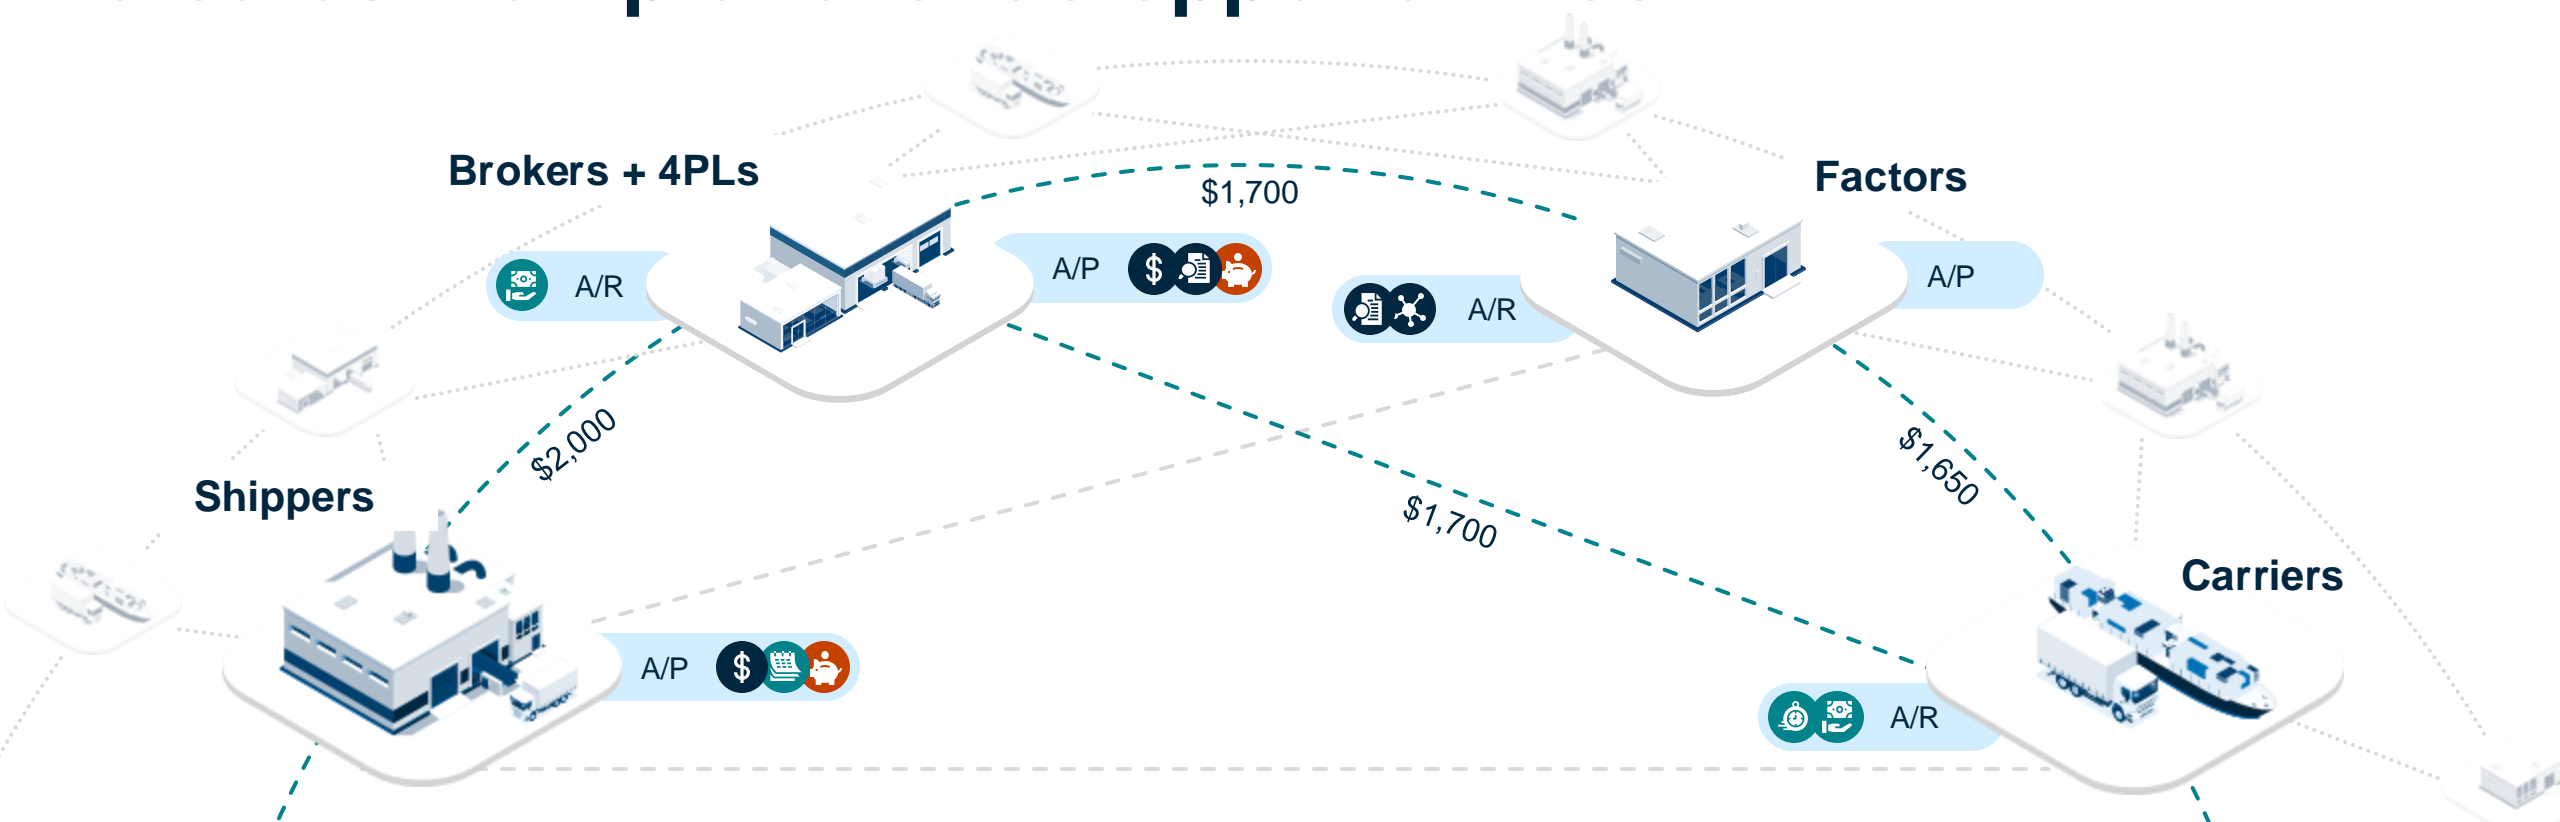 Brokers + 4PLs
Factors
$1,700
A/R
A/P
A/R
A/P
$2,000
$1,650
Shippers
$1,700
Carriers
A/P
A/R